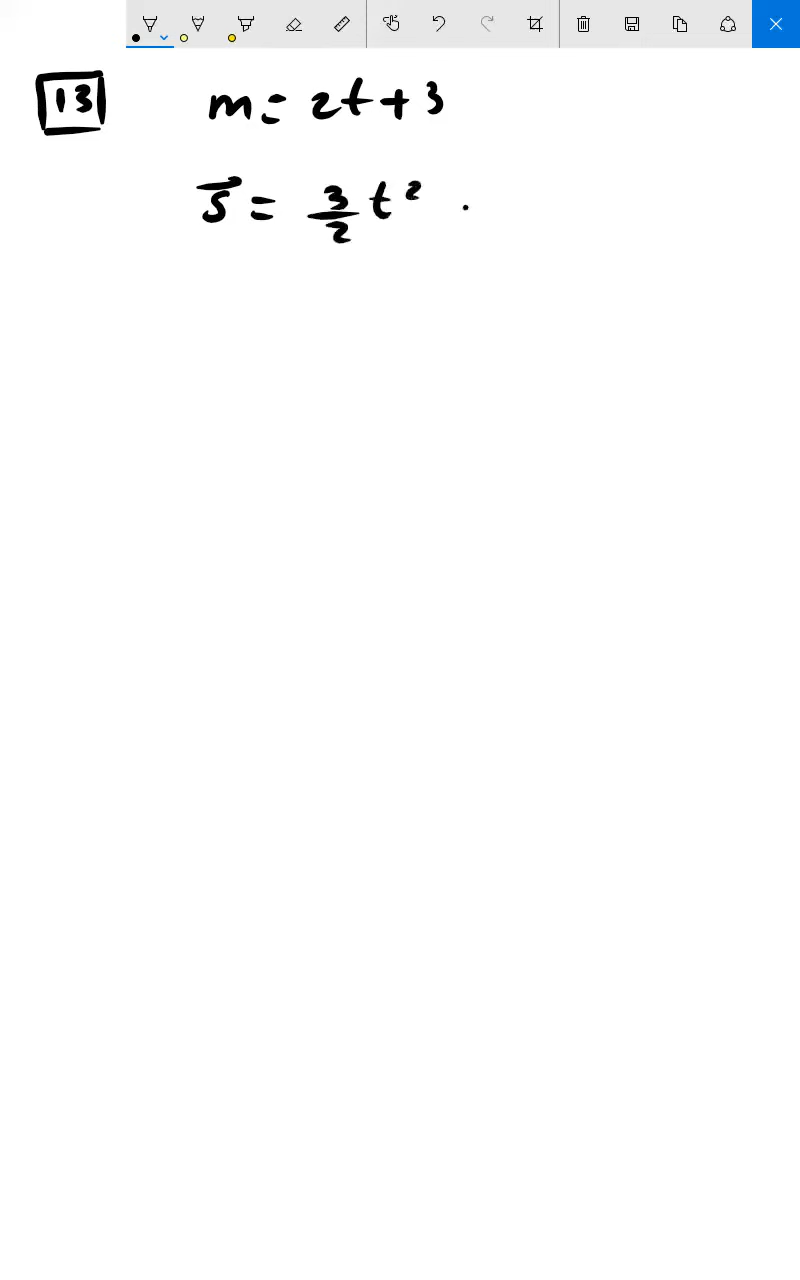 13 m = 2t + 3
s⃗ = 3/2 t² .